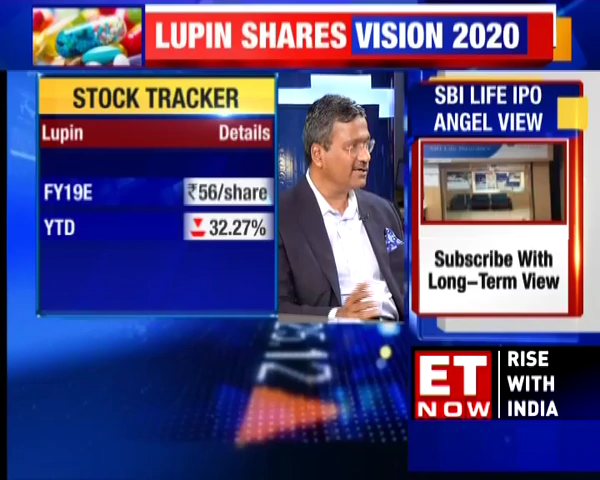 LUPIN SHARES VISION 2020
STOCK TRACKER
Lupin Details
FY19E ₹56/share
YTD 32.27%
SBI LIFE IPO
ANGEL VIEW
Subscribe With
Long-Term View
ET
NOW
RISE
WITH
INDIA